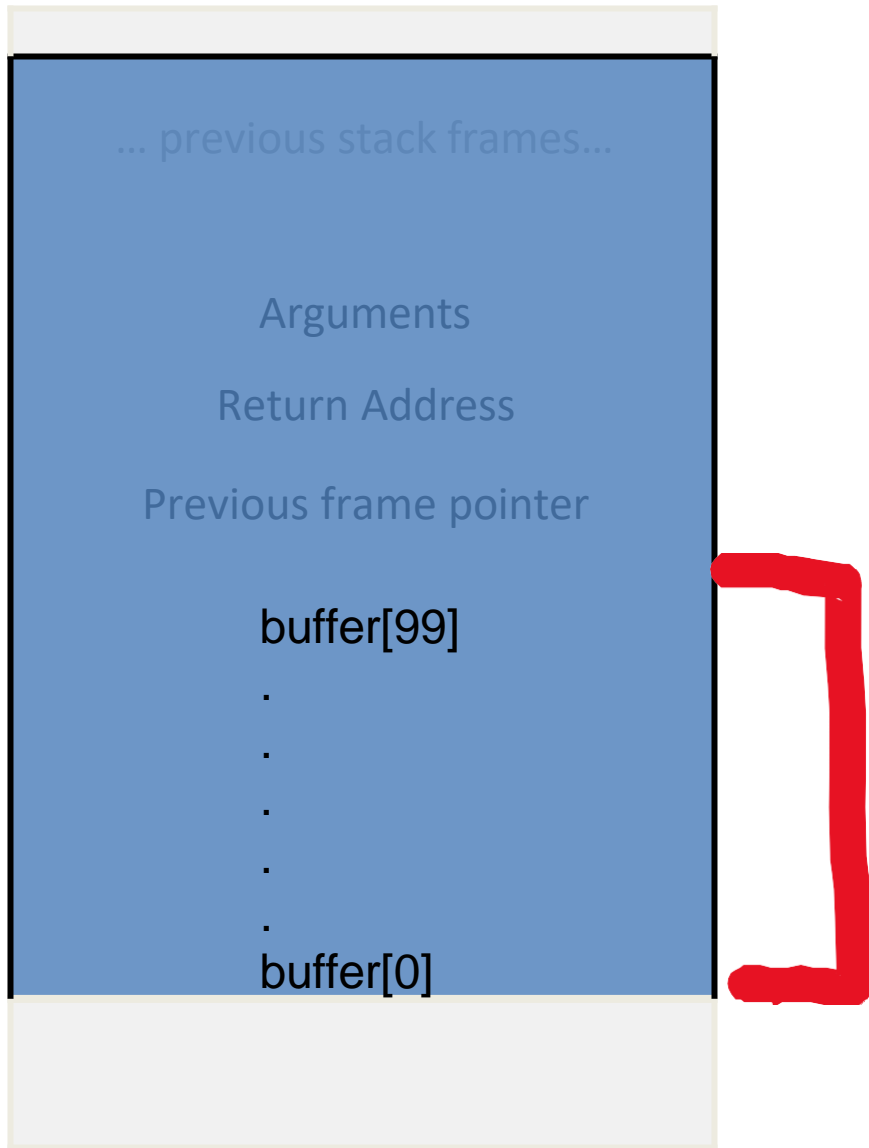 ... previous stack frames...
Arguments
Return Address
Previous frame pointer
buffer[99]
.
.
.
.
.
buffer[0]